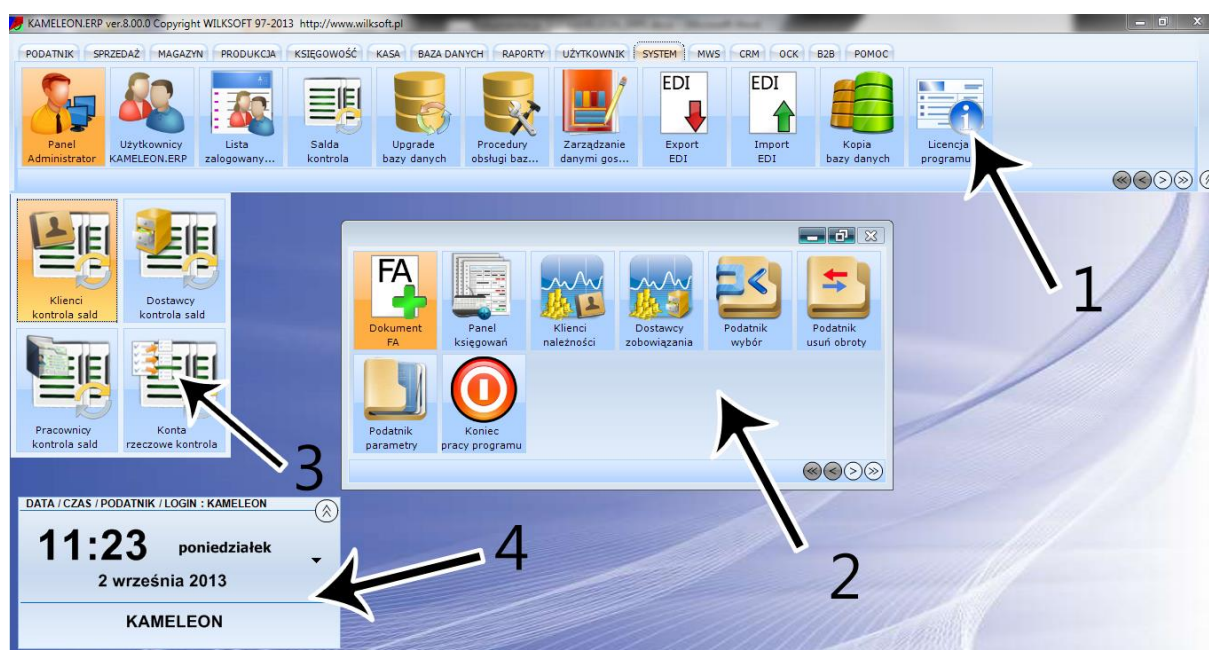 KAMELEON.ERP ver.8.00.0 Copyright WILKSOFT 97-2013 http://www.wilksoft.pl
PODATNIK SPRZEDAŻ MAGAZYN PRODUKCJA KSIĘGOWOŚĆ KASA BAZA DANYCH RAPORTY UŻYTKOWNIK SYSTEM MWS CRM OCK B2B POMOC
EDI EDI
Panel Użytkownicy Lista Salda Upgrade Procedury Zarządzanie Export Import Kopia Licencja
Administrator KAMELEON.ERP zalogowany... kontrola bazy danych obsługi baz... danymi gos... EDI EDI bazy danych programu
1
Klienci Dostawcy
kontrola sald kontrola sald
Pracownicy Konta
kontrola sald rzeczowe kontrola
3
FA
Dokument Panel Klienci Dostawcy Podatnik Podatnik
FA księgowań należności zobowiązania wybór usuń obroty
Podatnik Koniec
parametry pracy programu
2
DATA / CZAS / PODATNIK / LOGIN : KAMELEON
11:23 poniedziałek
2 września 2013
KAMELEON
4